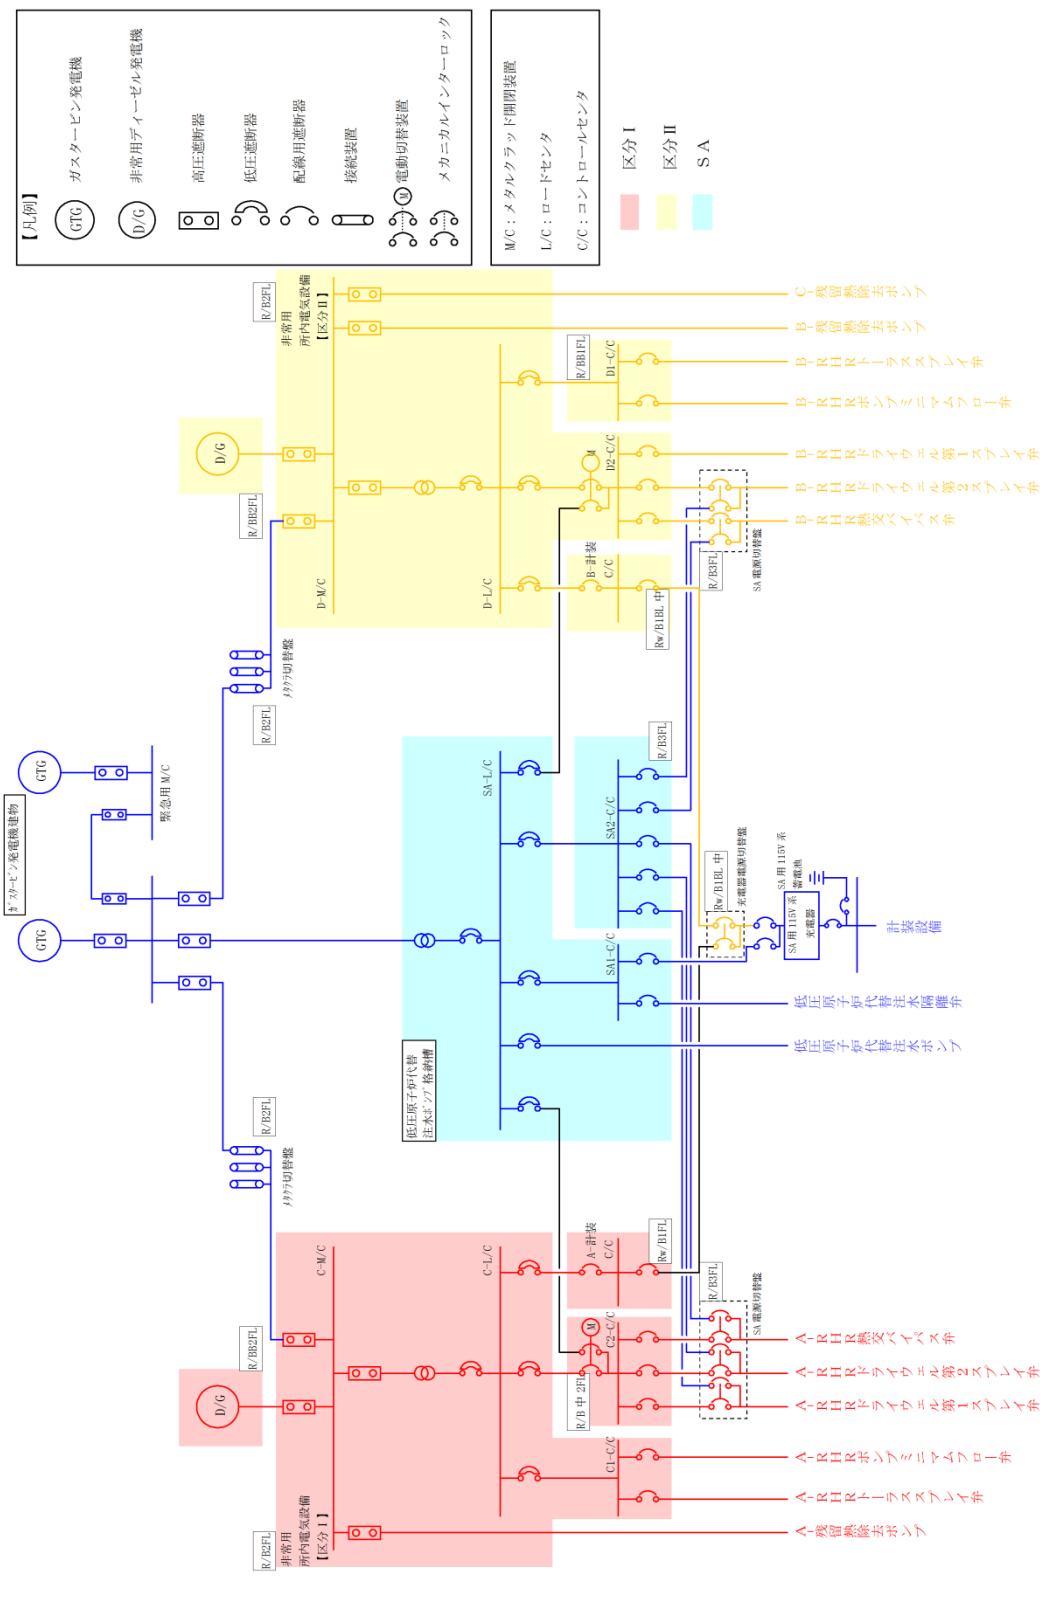 【凡例】
GTG
ガスタービン発電機
D/G
非常用ディーゼル発電機
高圧遮断器
低圧遮断器
配線用遮断器
接続装置
M
電動切替装置
メカニカルインターロック
M/C：メタルクラッド開閉装置
L/C：ロードセンタ
C/C：コントロールセンタ
区分Ⅰ
区分Ⅱ
ＳＡ
ｶﾞｽﾀｰﾋﾞﾝ発電機建物
GTG
GTG
緊急用 M/C
R/B2FL
ﾒﾀｸﾗ切替盤
R/B2FL
ﾒﾀｸﾗ切替盤
R/B2FL
非常用
所内電気設備
【区分Ⅰ】
D/G
R/BB2FL
C-M/C
C-L/C
C1-C/C
R/B 中 2FL
C2-C/C
M
A-計装
C/C
Rw/B1FL
R/B3FL
SA 電源切替盤
低圧原子炉代替
注水ﾎﾟﾝﾌﾟ格納槽
SA-L/C
SA1-C/C
SA2-C/C
R/B3FL
Rw/B1BL 中
充電器電源切替盤
SA 用 115V 系
充電器
SA 用 115V 系
蓄電池
R/B2FL
非常用
所内電気設備
【区分Ⅱ】
D/G
R/BB2FL
D-M/C
D-L/C
B-計装
C/C
Rw/B1BL 中
D2-C/C
M
R/BB1FL
D1-C/C
R/B3FL
SA 電源切替盤
A-残留熱除去ポンプ
A-RHRトーラススプレイ弁
A-RHRポンプミニマムフロー弁
A-RHRドライウェル第1スプレイ弁
A-RHRドライウェル第2スプレイ弁
A-RHR熱交バイパス弁
低圧原子炉代替注水ポンプ
低圧原子炉代替注水隔離弁
計装設備
B-RHR熱交バイパス弁
B-RHRドライウェル第2スプレイ弁
B-RHRドライウェル第1スプレイ弁
B-RHRポンプミニマムフロー弁
B-RHRトーラススプレイ弁
B-残留熱除去ポンプ
C-残留熱除去ポンプ